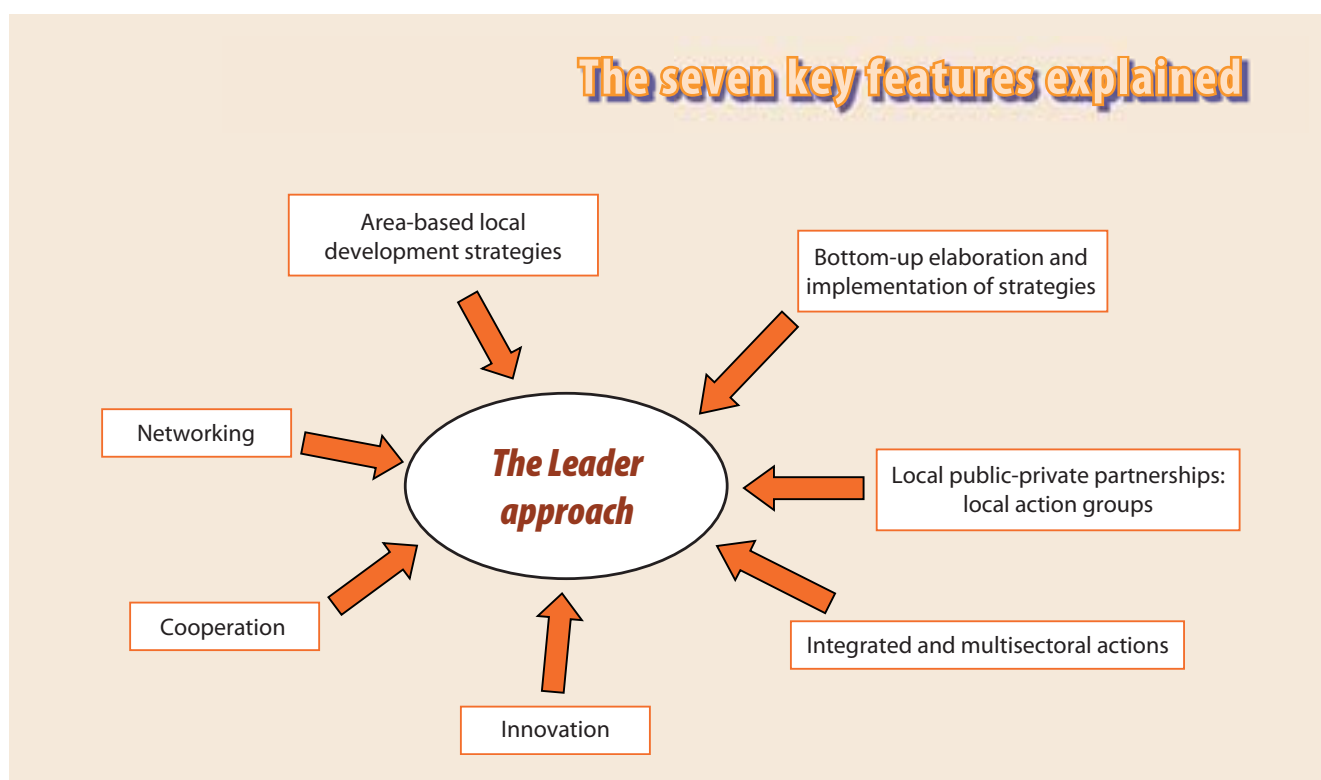 The seven key features explained
Area-based local
development strategies
Bottom-up elaboration and
implementation of strategies
Networking
The Leader
approach
Local public-private partnerships:
local action groups
Cooperation
Integrated and multisectoral actions
Innovation